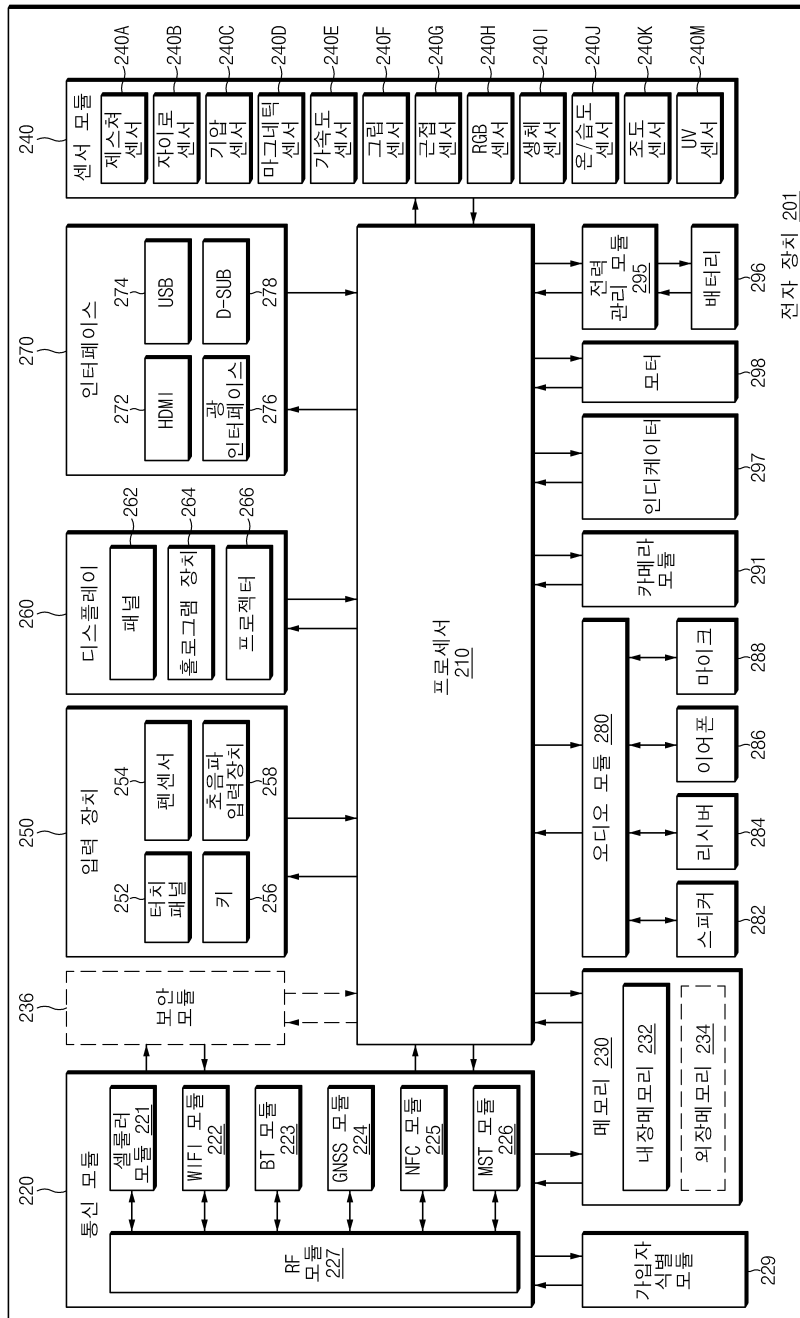 220
통신 모듈
RF
모듈
227
셀룰러
모듈 221
WIFI 모듈
222
BT 모듈
223
GNSS 모듈
224
NFC 모듈
225
MST 모듈
226
236
보안
모듈
250
입력 장치
252
터치
패널
254
펜센서
256
키
258
초음파
입력장치
260
디스플레이
262
패널
264
홀로그램 장치
266
프로젝터
270
인터페이스
272
HDMI
274
USB
276
광
인터페이스
278
D-SUB
240
센서 모듈
제스쳐
센서
240A
자이로
센서
240B
기압
센서
240C
마그네틱
센서
240D
가속도
센서
240E
그립
센서
240F
근접
센서
240G
RGB
센서
240H
생체
센서
240I
온/습도
센서
240J
조도
센서
240K
UV
센서
240M
프로세서
210
가입자
식별
모듈
229
메모리 230
내장메모리 232
외장메모리 234
오디오 모듈 280
스피커
282
리시버
284
이어폰
286
마이크
288
카메라
모듈
291
인디케이터
297
모터
298
전력
관리 모듈
295
배터리
296
전자 장치 201